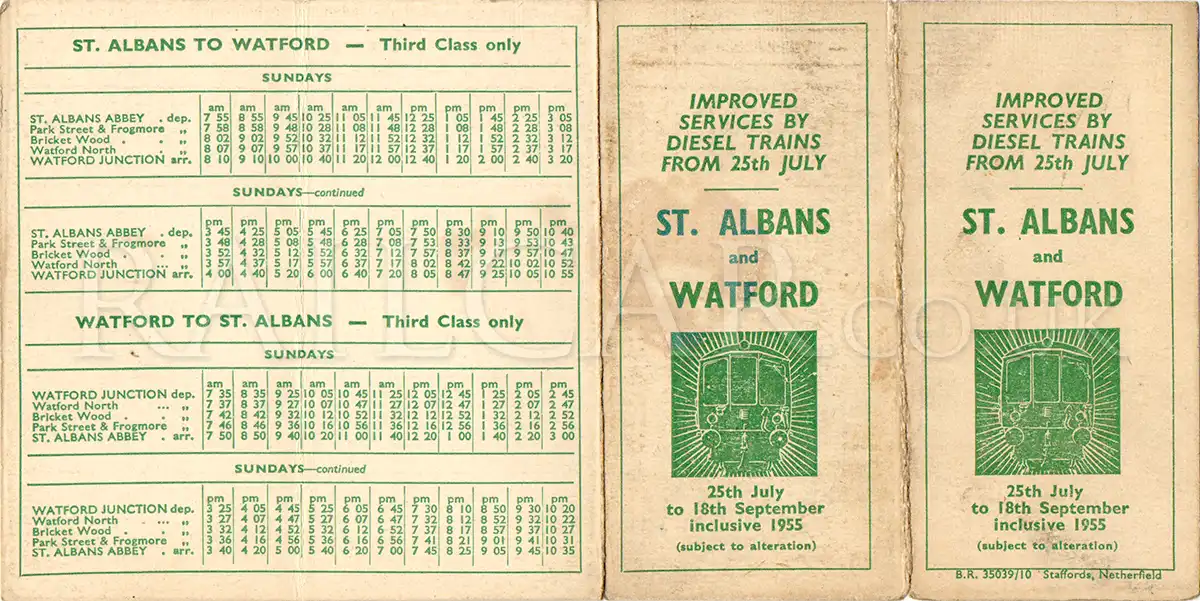 ST. ALBANS TO WATFORD — Third Class only
SUNDAYS
am am am am am am pm pm pm pm pm
ST. ALBANS ABBEY . dep. 7 55 8 55 9 45 10 25 11 05 11 45 12 25 1 05 1 45 2 25 3 05
Park Street & Frogmore „ 7 58 8 58 9 48 10 28 11 08 11 48 12 28 1 08 1 48 2 28 3 08
Bricket Wood . . „ 8 02 9 02 9 52 10 32 11 12 11 52 12 32 1 12 1 52 2 32 3 12
Watford North . „ 8 07 9 07 9 57 10 37 11 17 11 57 12 37 1 17 1 57 2 37 3 17
WATFORD JUNCTION arr. 8 10 9 10 10 00 10 40 11 20 12 00 12 40 1 20 2 00 2 40 3 20
SUNDAYS—continued
pm pm pm pm pm pm pm pm pm pm pm
ST. ALBANS ABBEY . dep. 3 45 4 25 5 05 5 45 6 25 7 05 7 50 8 30 9 10 9 50 10 40
Park Street & Frogmore „ 3 48 4 28 5 08 5 48 6 28 7 08 7 53 8 33 9 13 9 53 10 43
Bricket Wood . . „ 3 52 4 32 5 12 5 52 6 32 7 12 7 57 8 37 9 17 9 57 10 47
Watford North . „ 3 57 4 37 5 17 5 57 6 37 7 17 8 02 8 42 9 22 10 02 10 52
WATFORD JUNCTION arr. 4 00 4 40 5 20 6 00 6 40 7 20 8 05 8 47 9 25 10 05 10 55
WATFORD TO ST. ALBANS — Third Class only
SUNDAYS
am am am am am am pm pm pm pm pm
WATFORD JUNCTION dep. 7 35 8 35 9 25 10 05 10 45 11 25 12 05 12 45 1 25 2 05 2 45
Watford North ... „ 7 37 8 37 9 27 10 07 10 47 11 27 12 07 12 47 1 27 2 07 2 47
Bricket Wood . . „ 7 42 8 42 9 32 10 12 10 52 11 32 12 12 12 52 1 32 2 12 2 52
Park Street & Frogmore „ 7 46 8 46 9 36 10 16 10 56 11 36 12 16 12 56 1 36 2 16 2 56
ST. ALBANS ABBEY . arr. 7 50 8 50 9 40 10 20 11 00 11 40 12 20 1 00 1 40 2 20 3 00
SUNDAYS—continued
pm pm pm pm pm pm pm pm pm pm pm
WATFORD JUNCTION dep. 3 25 4 05 4 45 5 25 6 05 6 45 7 30 8 10 8 50 9 30 10 20
Watford North ... „ 3 27 4 07 4 47 5 27 6 07 6 47 7 32 8 12 8 52 9 32 10 22
Bricket Wood . . „ 3 32 4 12 4 52 5 32 6 12 6 52 7 37 8 17 8 57 9 37 10 27
Park Street & Frogmore „ 3 36 4 16 4 56 5 36 6 16 6 56 7 41 8 21 9 01 9 41 10 31
ST. ALBANS ABBEY . arr. 3 40 4 20 5 00 5 40 6 20 7 00 7 45 8 25 9 05 9 45 10 35
IMPROVED
SERVICES BY
DIESEL TRAINS
FROM 25th JULY
ST. ALBANS
and
WATFORD
25th July
to 18th September
inclusive 1955
(subject to alteration)
IMPROVED
SERVICES BY
DIESEL TRAINS
FROM 25th JULY
ST. ALBANS
and
WATFORD
25th July
to 18th September
inclusive 1955
(subject to alteration)
B.R. 35039/10 Staffords, Netherfield
RAILCAR.co.uk